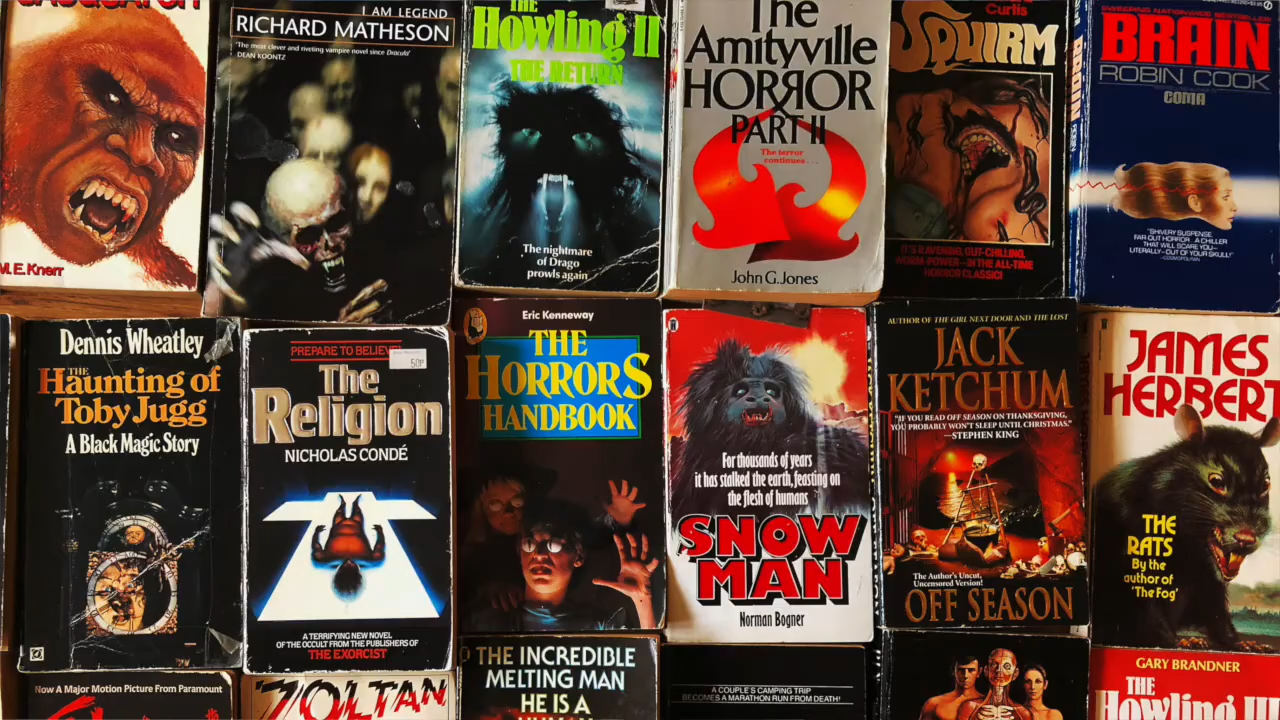 SASQUATCH
M.E. Knerr
I AM LEGEND
RICHARD MATHESON
'The most clever and riveting vampire novel since Dracula'
DEAN KOONTZ
THE
Howling II
THE RETURN
The nightmare
of Drago
prowls again
The
Amityville
HORROR
PART II
The terror
continues...
John G. Jones
Curtis
SQUIRM
IT'S RAVENING, GUT-CHILLING,
WORM-POWER—IN THE ALL-TIME
HORROR CLASSIC!
SWEEPING NATIONWIDE BESTSELLER!
BRAIN
ROBIN COOK
COMA
"SHIVERY SUSPENSE,
FAR-OUT HORROR...A CHILLER
THAT WILL SCARE YOU—
LITERALLY—OUT OF YOUR SKULL!"
—COSMOPOLITAN
BRAIN
Dennis Wheatley
THE
Haunting of
Toby Jugg
A Black Magic Story
PREPARE TO BELIEVE
50P
The
Religion
NICHOLAS CONDÉ
A TERRIFYING NEW NOVEL
OF THE OCCULT FROM THE PUBLISHERS OF
THE EXORCIST
Eric Kenneway
THE
HORRORS
HANDBOOK
For thousands of years
it has stalked the earth, feasting on
the flesh of humans
SNOW
MAN
Norman Bogner
AUTHOR OF THE GIRL NEXT DOOR AND THE LOST
JACK
KETCHUM
"IF YOU READ OFF SEASON ON THANKSGIVING,
YOU PROBABLY WON'T SLEEP UNTIL CHRISTMAS."
—STEPHEN KING
The Author's Uncut,
Uncensored Version!
OFF SEASON
JAMES
HERBERT
THE
RATS
By the
author of
'The Fog'
Now A Major Motion Picture From Paramount
ZOLTAN
THE INCREDIBLE
MELTING MAN
HE IS A
HUMAN
A COUPLE'S CAMPING TRIP
BECOMES A MARATHON RUN FROM DEATH!
GARY BRANDNER
THE
Howling III